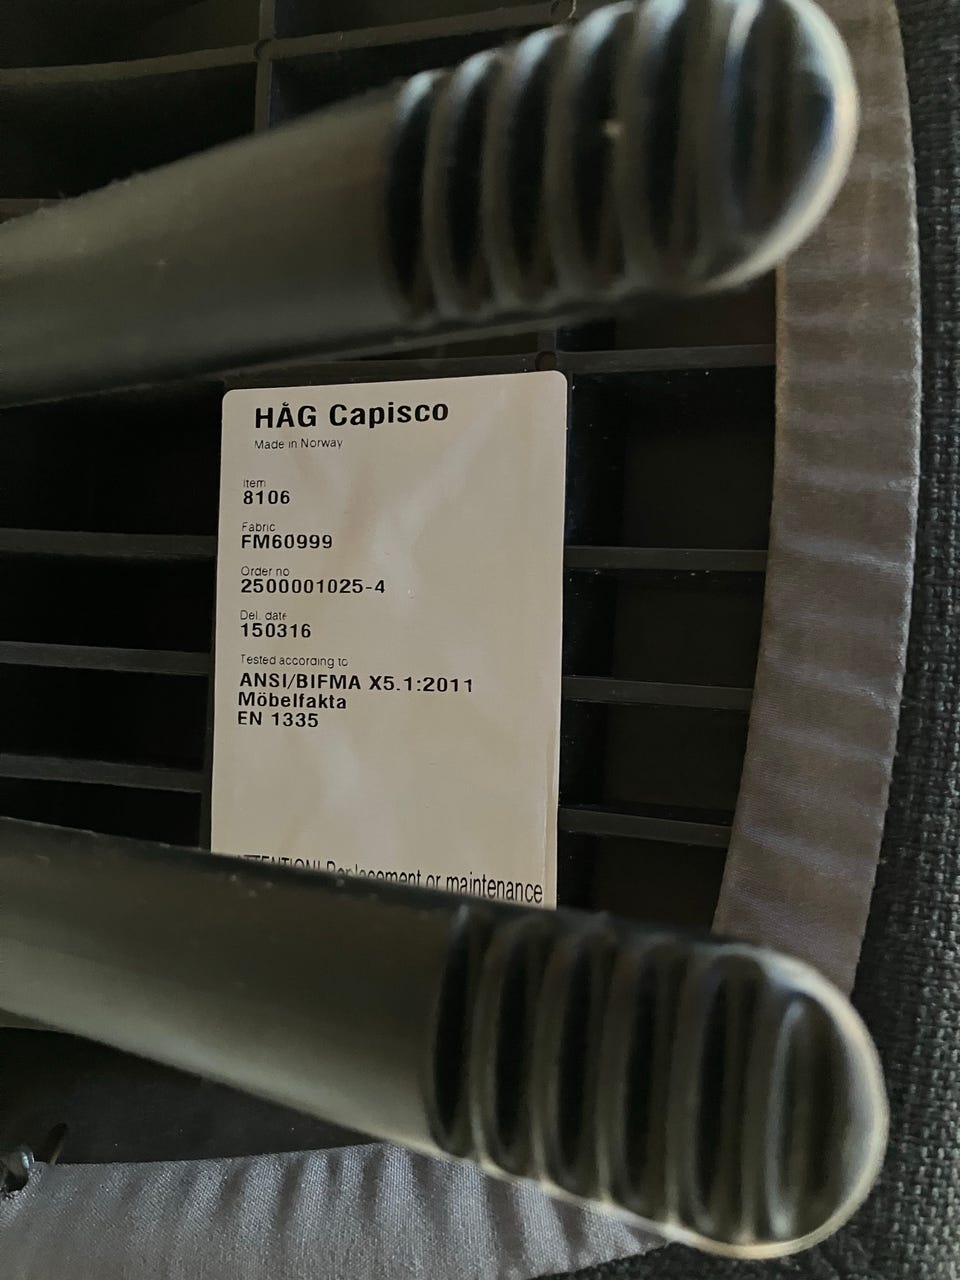 HÅG Capisco
Made in Norway
Item
8106
Fabric
FM60999
Order no
2500001025-4
Del. date
150316
Tested according to
ANSI/BIFMA X5.1:2011
Möbelfakta
EN 1335
ATTENTION! Replacement or maintenance